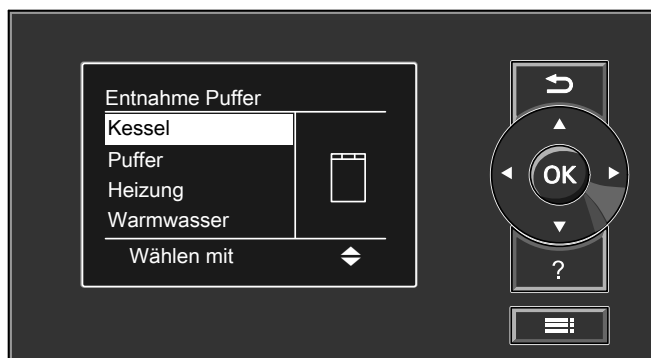 Entnahme Puffer
Kessel
Puffer
Heizung
Warmwasser
Wählen mit
OK
?